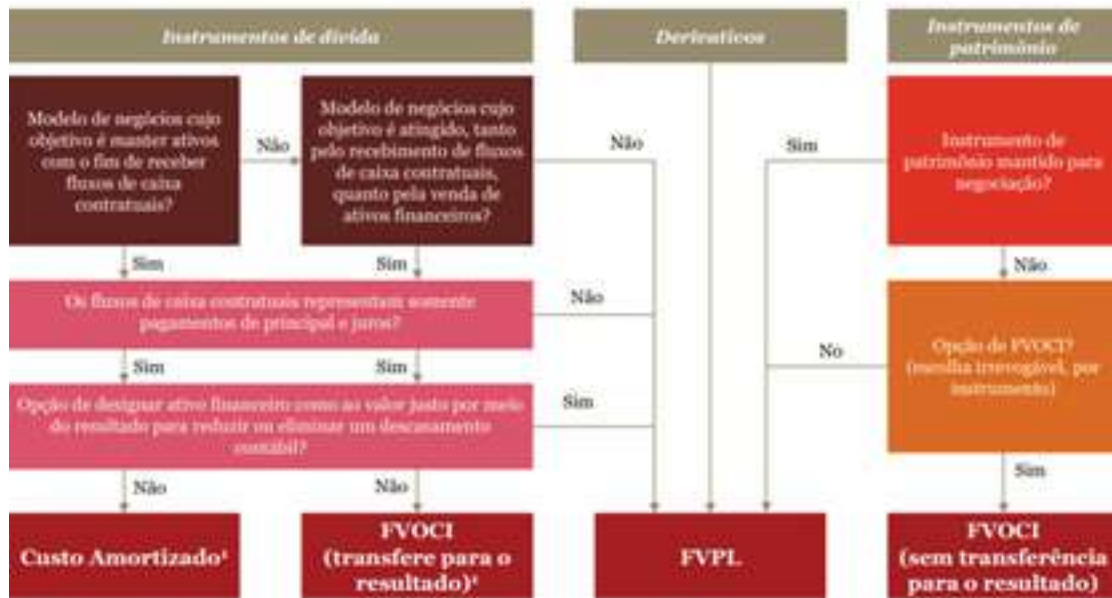 Instrumentos de dívida
Derivativos
Instrumentos de
patrimônio
Modelo de negócios cujo
objetivo é manter ativos
com o fim de receber
fluxos de caixa
contratuais?
Não
Modelo de negócios cujo
objetivo é atingido, tanto
pelo recebimento de fluxos
de caixa contratuais,
quanto pela venda de
ativos financeiros?
Não
Sim
Instrumento de
patrimônio mantido para
negociação?
Sim
Sim
Não
Os fluxos de caixa contratuais representam somente
pagamentos de principal e juros?
Não
No
Opção de FVOCI?
(escolha irrevogável, por
instrumento)
Sim
Sim
Opção de designar ativo financeiro como ao valor justo por meio
do resultado para reduzir ou eliminar um descasamento
contábil?
Sim
Não
Não
Sim
Custo Amortizado¹
FVOCI
(transfere para o
resultado)¹
FVPL
FVOCI
(sem transferência
para o resultado)